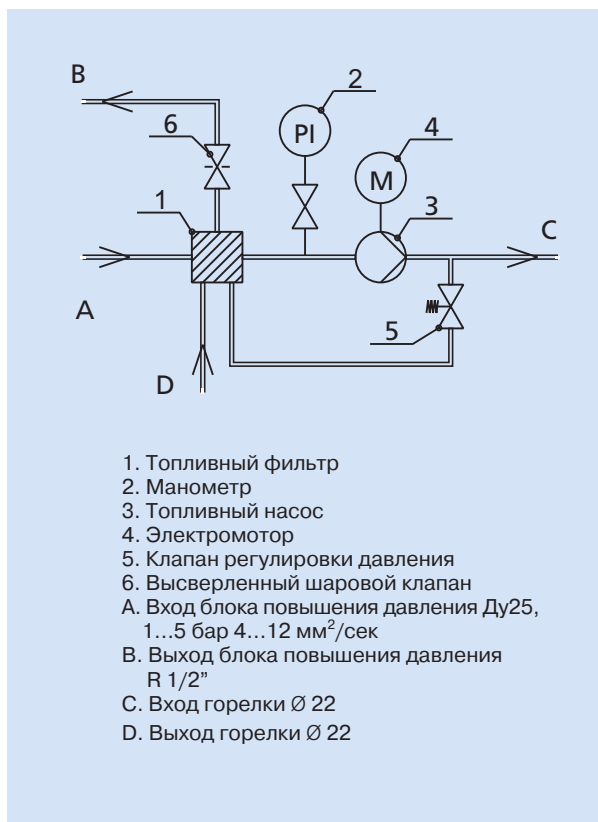 B
2
6
PI
4
M
1
3
C
A
5
D
1. Топливный фильтр
2. Манометр
3. Топливный насос
4. Электромотор
5. Клапан регулировки давления
6. Высверленный шаровой клапан
A. Вход блока повышения давления Ду25,
1…5 бар 4…12 мм²/сек
B. Выход блока повышения давления
R 1/2”
C. Вход горелки Ø 22
D. Выход горелки Ø 22